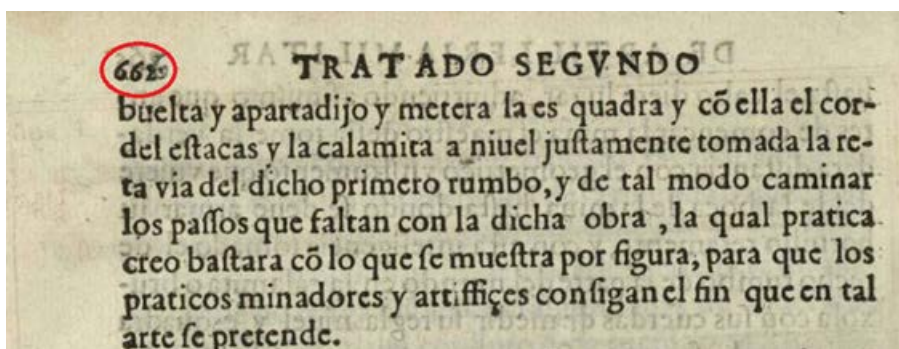 TRATADO SEGVNDO
buelta y apartadijo y metera la es quadra y cõ ella el cor-
del eſtacas y la calamita a niuel juſtamente tomada la re-
ta via del dicho primero rumbo, y de tal modo caminar
los paſſos que faltan con la dicha obra , la qual pratica
creo baſtara cõ lo que ſe mueſtra por figura, para que los
praticos minadores y artiffiçes conſigan el fin que en tal
arte ſe pretende.